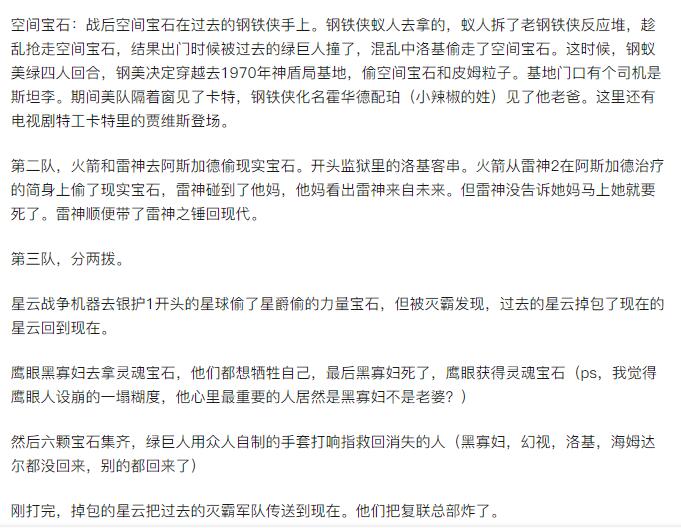 空间宝石：战后空间宝石在过去的钢铁侠手上。钢铁侠蚁人去拿的，蚁人拆了老钢铁侠反应堆，趁
乱抢走空间宝石，结果出门时候被过去的绿巨人撞了，混乱中洛基偷走了空间宝石。这时候，钢蚁
美绿四人回合，钢美决定穿越去1970年神盾局基地，偷空间宝石和皮姆粒子。基地门口有个司机是
斯坦李。期间美队隔着窗见了卡特，钢铁侠化名霍华德配珀（小辣椒的姓）见了他老爸。这里还有
电视剧特工卡特里的贾维斯登场。
第二队，火箭和雷神去阿斯加德偷现实宝石。开头监狱里的洛基客串。火箭从雷神2在阿斯加德治疗
的简身上偷了现实宝石，雷神碰到了他妈，他妈看出雷神来自未来。但雷神没告诉她妈马上她就要
死了。雷神顺便带了雷神之锤回现代。
第三队，分两拨。
星云战争机器去银护1开头的星球偷了星爵偷的力量宝石，但被灭霸发现，过去的星云掉包了现在的
星云回到现在。
鹰眼黑寡妇去拿灵魂宝石，他们都想牺牲自己，最后黑寡妇死了，鹰眼获得灵魂宝石（ps，我觉得
鹰眼人设崩的一塌糊度，他心里最重要的人居然是黑寡妇不是老婆？）
然后六颗宝石集齐，绿巨人用众人自制的手套打响指救回消失的人（黑寡妇，幻视，洛基，海姆达
尔都没回来，别的都回来了）
刚打完，掉包的星云把过去的灭霸军队传送到现在。他们把复联总部炸了。